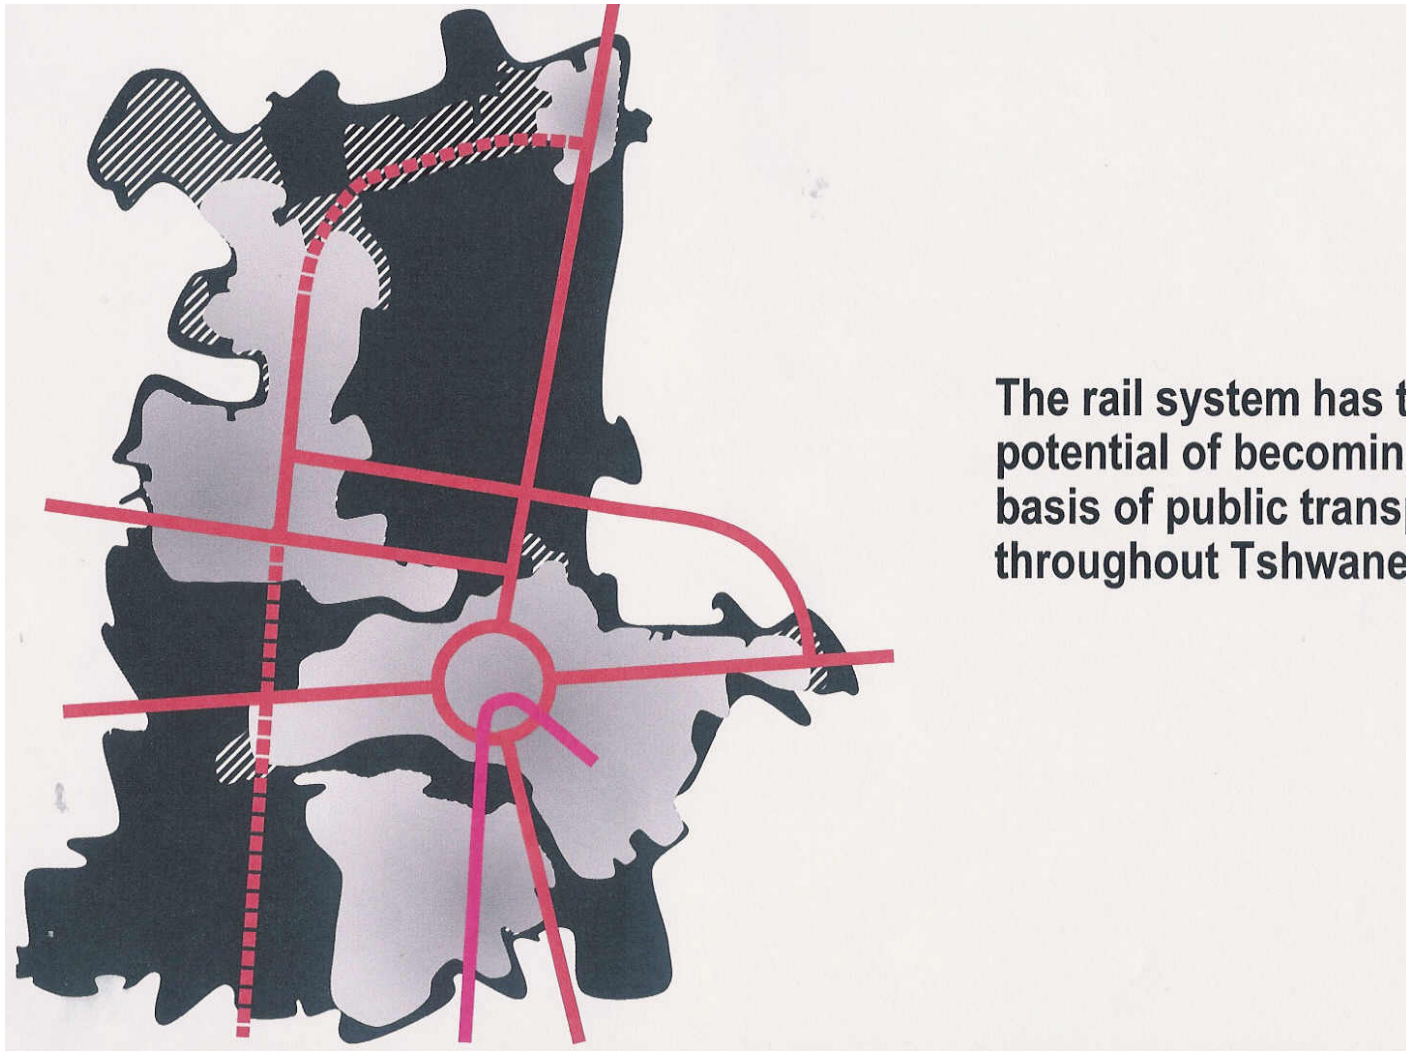 The rail system has t
potential of becomin
basis of public trans
throughout Tshwane